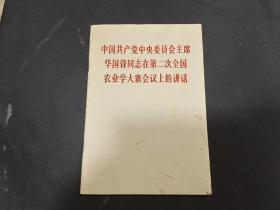 中国共产党中央委员会主席
华国锋同志在第二次全国
农业学大寨会议上的讲话